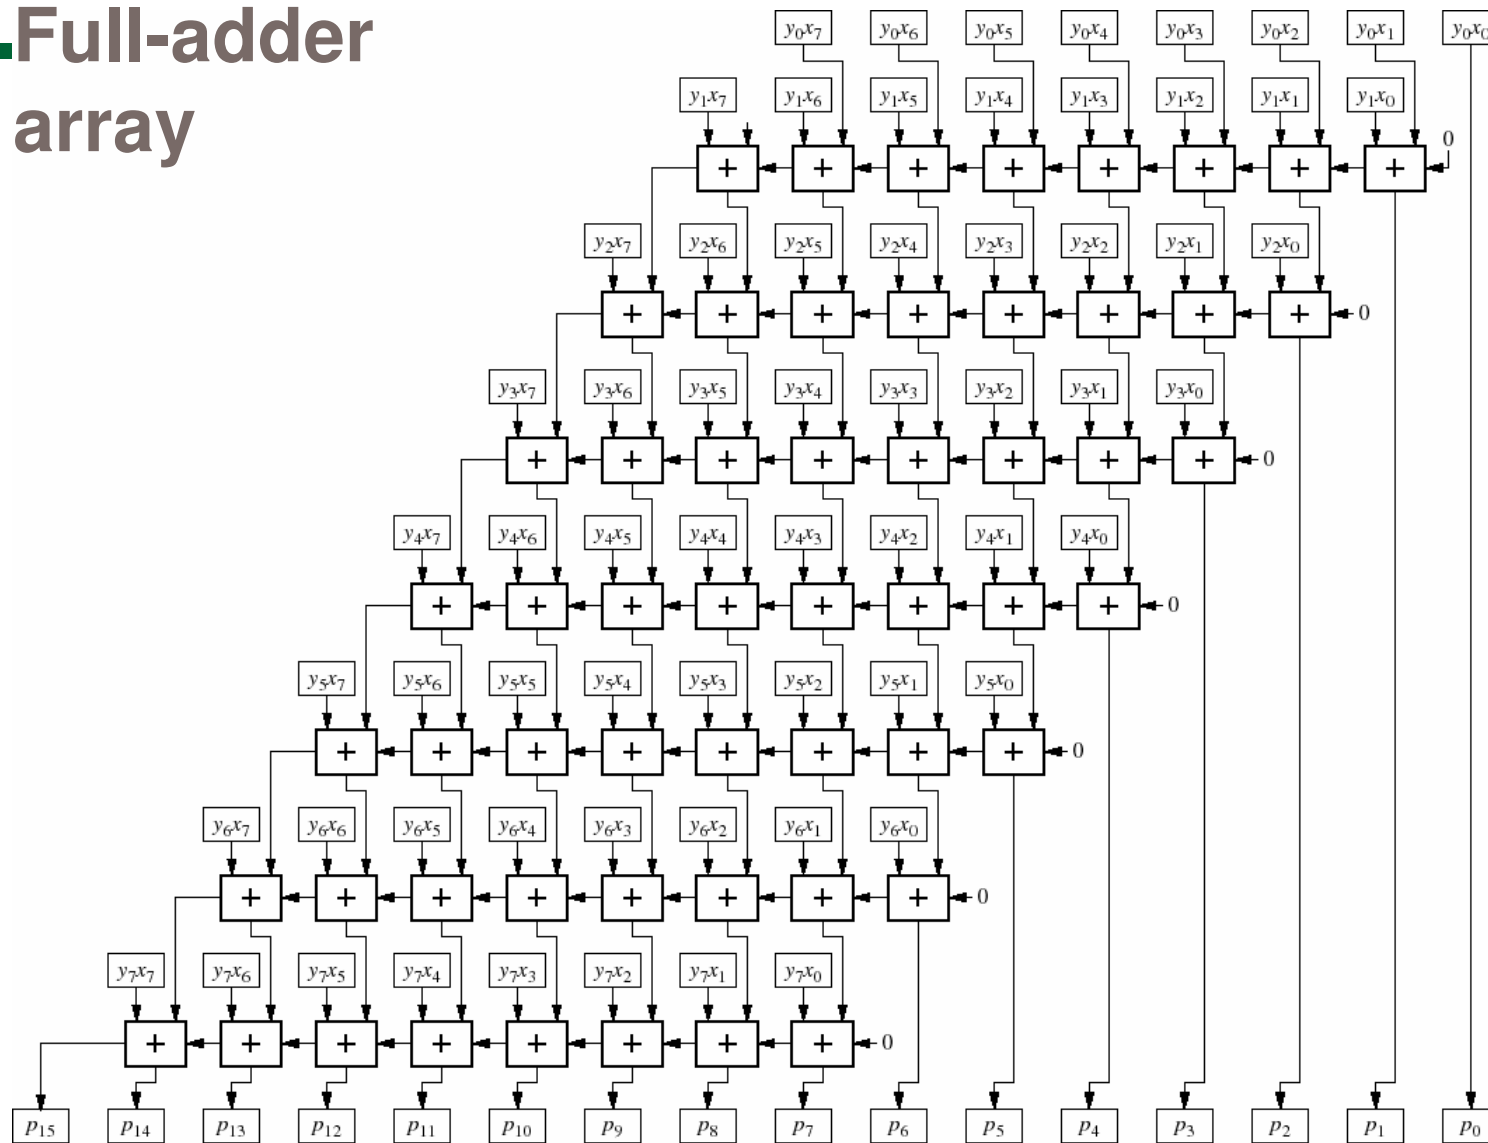 Full-adder
array
y0x7 y0x6 y0x5 y0x4 y0x3 y0x2 y0x1 y0x0
y1x7 y1x6 y1x5 y1x4 y1x3 y1x2 y1x1 y1x0
0
+ + + + + + + +
y2x7 y2x6 y2x5 y2x4 y2x3 y2x2 y2x1 y2x0
+ + + + + + + + 0
y3x7 y3x6 y3x5 y3x4 y3x3 y3x2 y3x1 y3x0
+ + + + + + + + 0
y4x7 y4x6 y4x5 y4x4 y4x3 y4x2 y4x1 y4x0
+ + + + + + + + 0
y5x7 y5x6 y5x5 y5x4 y5x3 y5x2 y5x1 y5x0
+ + + + + + + + 0
y6x7 y6x6 y6x5 y6x4 y6x3 y6x2 y6x1 y6x0
+ + + + + + + + 0
y7x7 y7x6 y7x5 y7x4 y7x3 y7x2 y7x1 y7x0
+ + + + + + + + 0
p15 p14 p13 p12 p11 p10 p9 p8 p7 p6 p5 p4 p3 p2 p1 p0